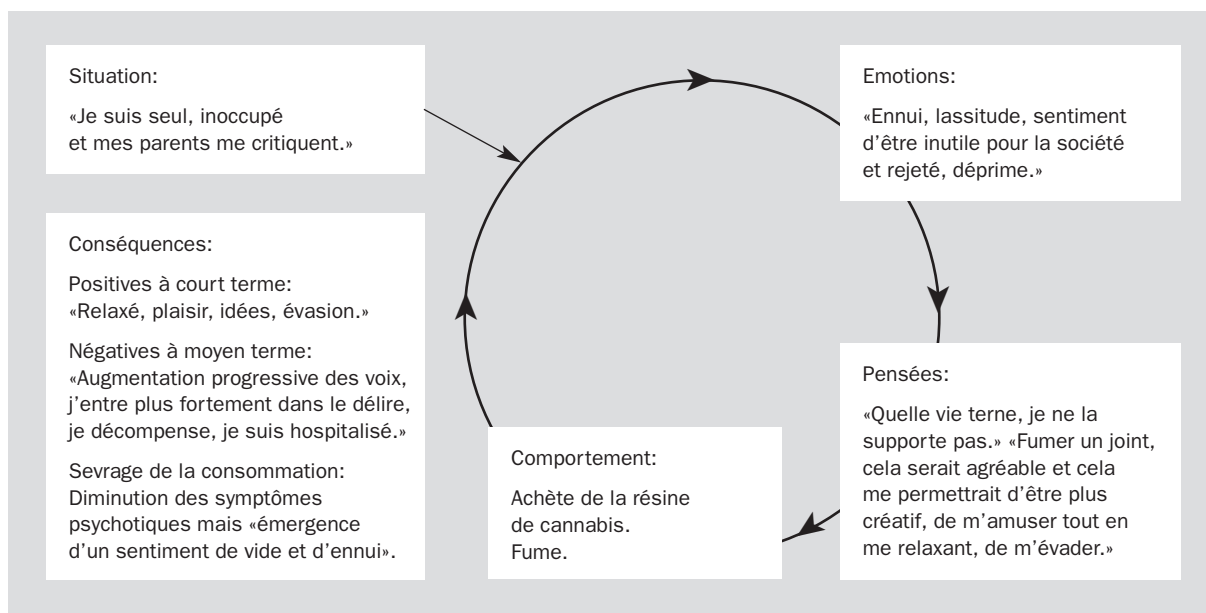 Situation:
«Je suis seul, inoccupé
et mes parents me critiquent.»
Emotions:
«Ennui, lassitude, sentiment
d’être inutile pour la société
et rejeté, déprime.»
Conséquences:
Positives à court terme:
«Relaxé, plaisir, idées, évasion.»
Négatives à moyen terme:
«Augmentation progressive des voix,
j’entre plus fortement dans le délire,
je décompense, je suis hospitalisé.»
Sevrage de la consommation:
Diminution des symptômes
psychotiques mais «émergence
d’un sentiment de vide et d’ennui».
Pensées:
«Quelle vie terne, je ne la
supporte pas.» «Fumer un joint,
cela serait agréable et cela
me permettrait d’être plus
créatif, de m’amuser tout en
me relaxant, de m’évader.»
Comportement:
Achète de la résine
de cannabis.
Fume.